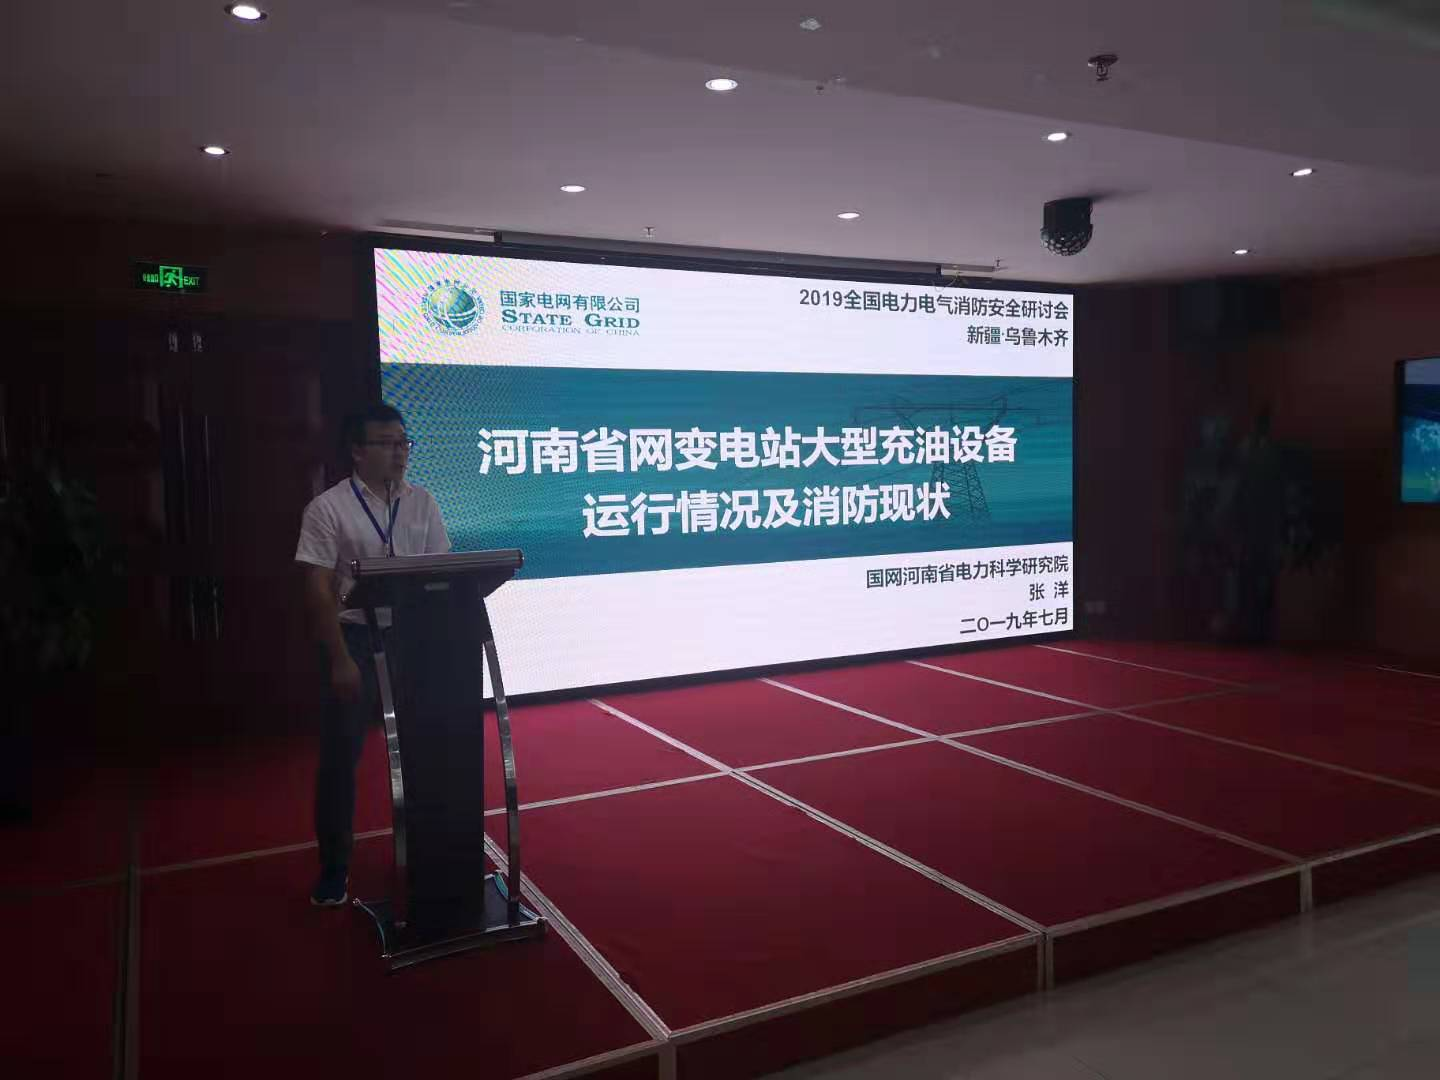 国家电网有限公司
STATE GRID
CORPORATION OF CHINA
2019全国电力电气消防安全研讨会
新疆·乌鲁木齐
河南省网变电站大型充油设备
运行情况及消防现状
国网河南省电力科学研究院
张 洋
二〇一九年七月
EXIT